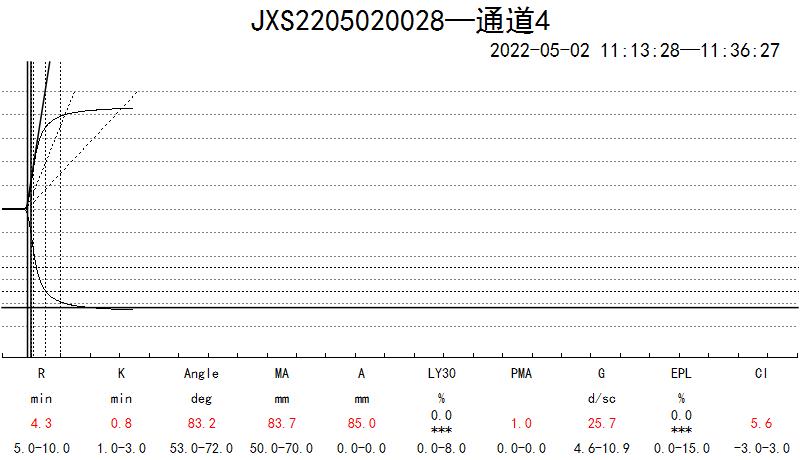 JXS2205020028—通道4
2022-05-02 11:13:28—11:36:27
R K Angle MA A LY30 PMA G EPL CI
min min deg mm mm % d/sc %
4.3 0.8 83.2 83.7 85.0 0.0 *** 1.0 25.7 0.0 *** 5.6
5.0-10.0 1.0-3.0 53.0-72.0 50.0-70.0 0.0-0.0 0.0-8.0 0.0-0.0 4.6-10.9 0.0-15.0 -3.0-3.0